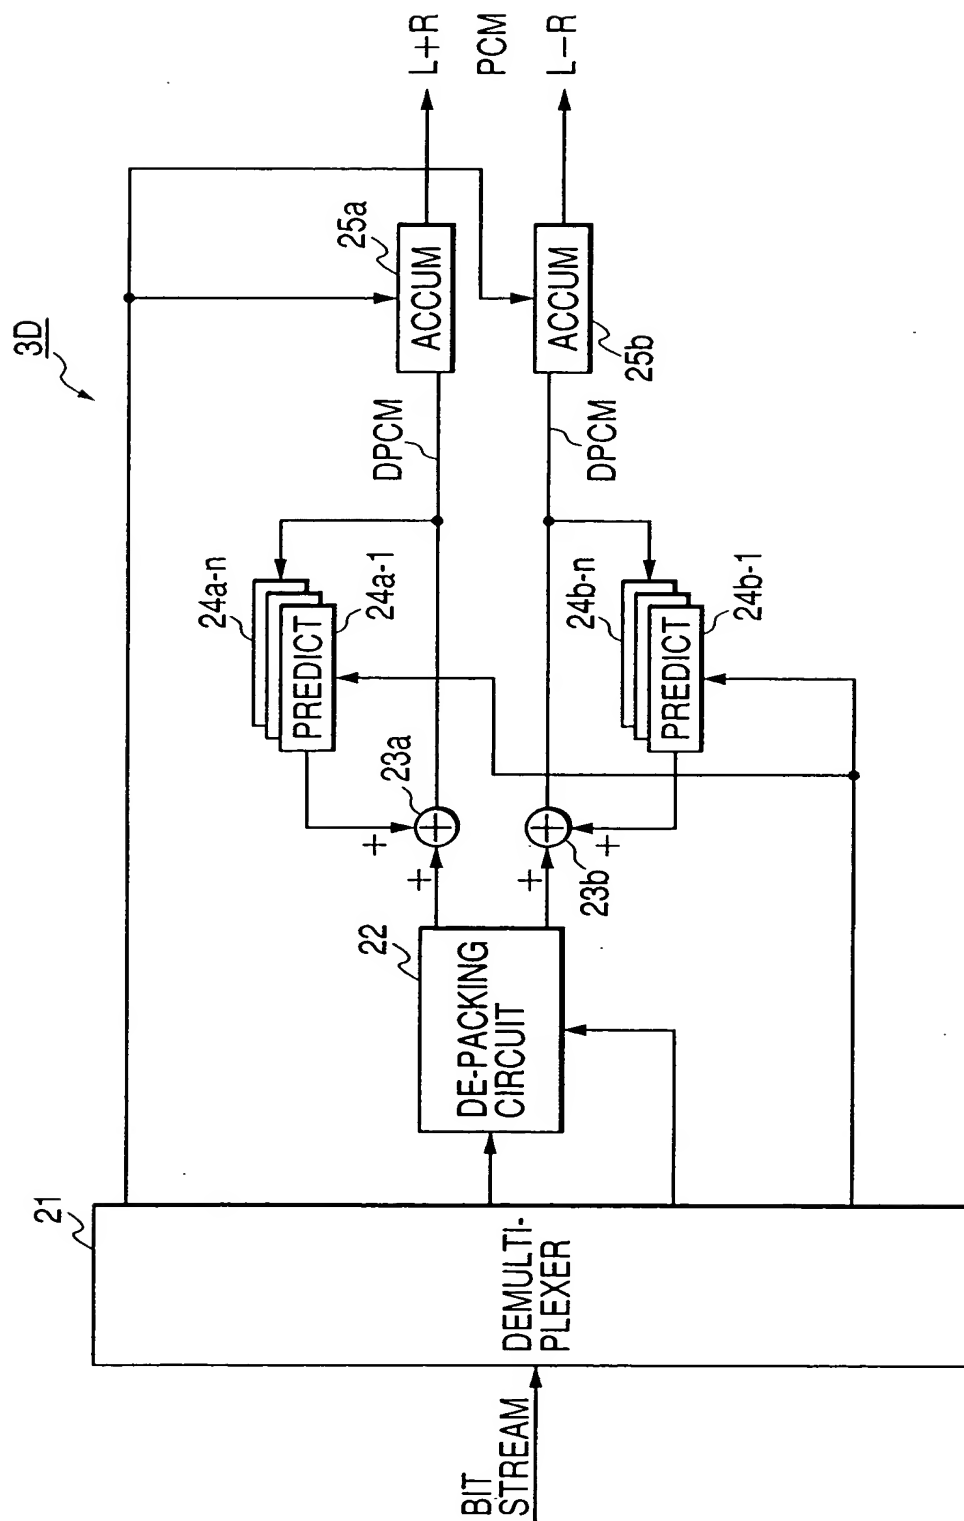 3D
21
BIT
STREAM
DEMULTI-
PLEXER
22
DE-PACKING
CIRCUIT
+
+
+
+
23a
+
23b
+
24a-n
24a-1
PREDICT
24b-n
24b-1
PREDICT
DPCM
DPCM
25a
ACCUM
25b
ACCUM
L+R
PCM
L−R